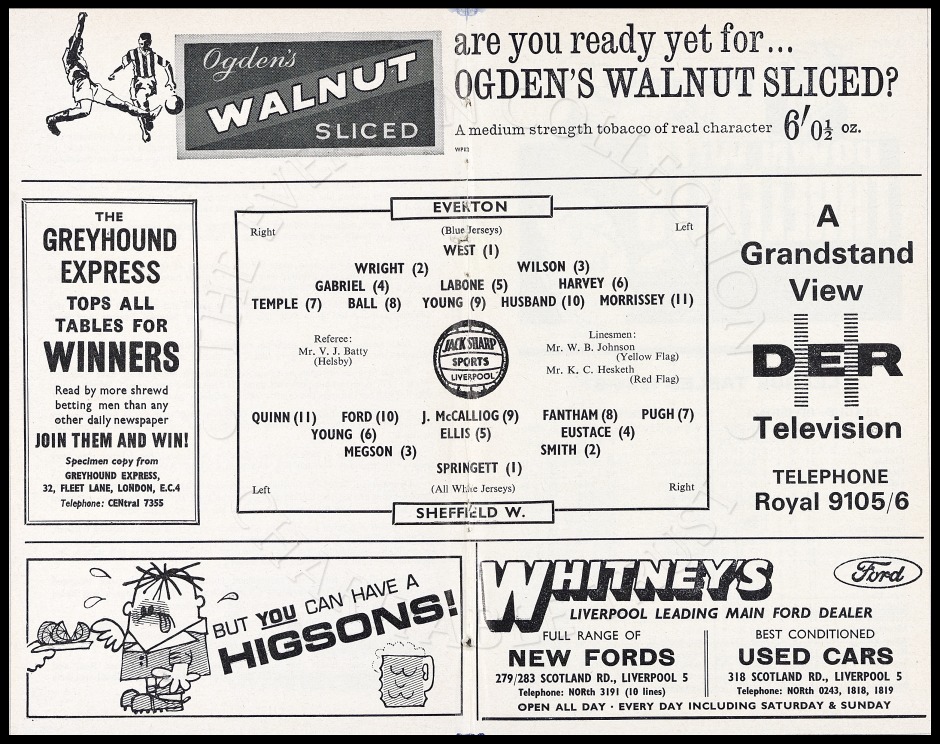 Ogden's
WALNUT
SLICED
are you ready yet for...
OGDEN'S WALNUT SLICED?
A medium strength tobacco of real character 6'0½ oz.
THE
GREYHOUND
EXPRESS
TOPS ALL
TABLES FOR
WINNERS
Read by more shrewd
betting men than any
other daily newspaper
JOIN THEM AND WIN!
Specimen copy from
GREYHOUND EXPRESS,
32, FLEET LANE, LONDON, E.C.4
Telephone: CENtral 7355
EVERTON
Right (Blue Jerseys) Left
WEST (1)
WRIGHT (2) WILSON (3)
GABRIEL (4) LABONE (5) HARVEY (6)
TEMPLE (7) BALL (8) YOUNG (9) HUSBAND (10) MORRISSEY (11)
Referee:
Mr. V. J. Batty
(Helsby)
JACK SHARP
SPORTS
LIVERPOOL
Linesmen:
Mr. W. B. Johnson
(Yellow Flag)
Mr. K. C. Hesketh
(Red Flag)
QUINN (11) FORD (10) J. McCALLIOG (9) FANTHAM (8) PUGH (7)
YOUNG (6) ELLIS (5) EUSTACE (4)
MEGSON (3) SMITH (2)
SPRINGETT (1)
Left (All White Jerseys) Right
SHEFFIELD W.
A
Grandstand
View
DER
Television
TELEPHONE
Royal 9105/6
BUT YOU CAN HAVE A
HIGSONS!
WHITNEY'S
Ford
LIVERPOOL LEADING MAIN FORD DEALER
FULL RANGE OF
NEW FORDS
279/283 SCOTLAND RD., LIVERPOOL 5
Telephone: NORth 3191 (10 lines)
BEST CONDITIONED
USED CARS
318 SCOTLAND RD., LIVERPOOL 5
Telephone: NORth 0243, 1818, 1819
OPEN ALL DAY · EVERY DAY INCLUDING SATURDAY & SUNDAY